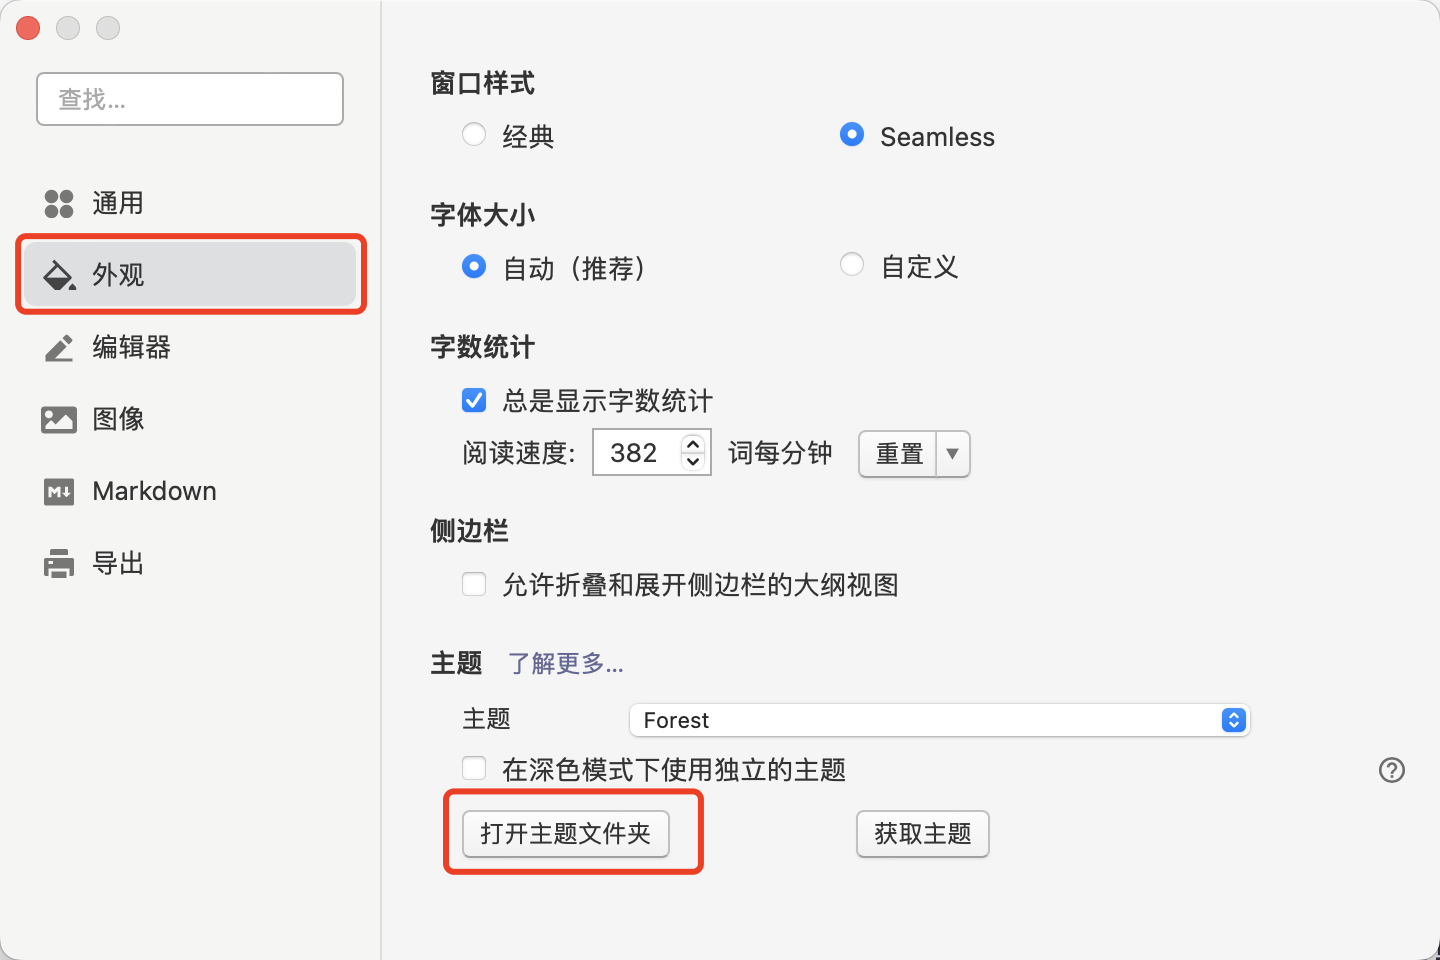 查找...
通用
外观
编辑器
图像
Markdown
导出
窗口样式
经典
Seamless
字体大小
自动（推荐）
自定义
字数统计
总是显示字数统计
阅读速度: 382 词每分钟 重置
侧边栏
允许折叠和展开侧边栏的大纲视图
主题 了解更多...
主题 Forest
在深色模式下使用独立的主题
打开主题文件夹
获取主题